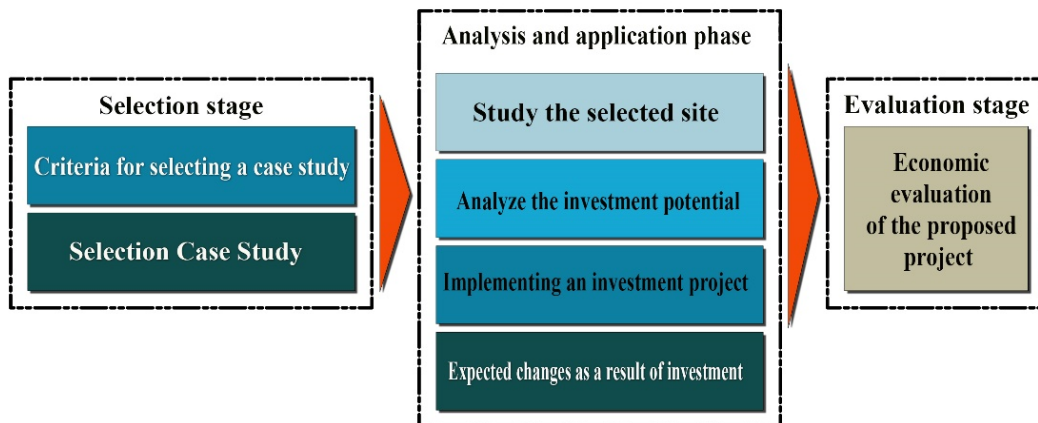 Selection stage
Criteria for selecting a case study
Selection Case Study
Analysis and application phase
Study the selected site
Analyze the investment potential
Implementing an investment project
Expected changes as a result of investment
Evaluation stage
Economic
evaluation
of the proposed
project